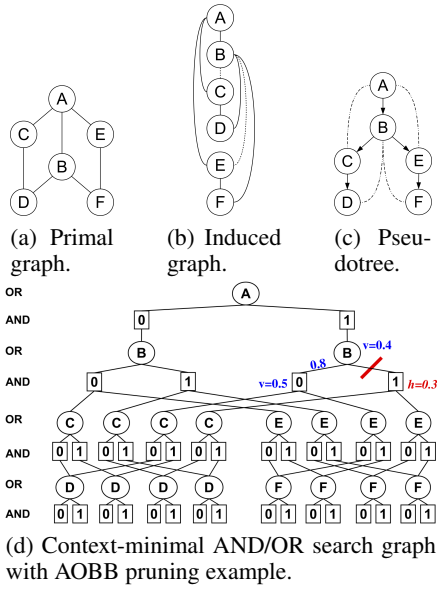 A
C E
B
D F
(a) Primal
graph.
A
B
C
D
E
F
(b) Induced
graph.
A
B
C E
D F
(c) Pseu-
dotree.
OR A
AND 0 1
OR B B v=0.4
0.8
AND 0 1 v=0.5 0 1 h=0.3
OR C C C C E E E E
AND 0 1 0 1 0 1 0 1 0 1 0 1 0 1 0 1
OR D D D D F F F F
AND 0 1 0 1 0 1 0 1 0 1 0 1 0 1 0 1
(d) Context-minimal AND/OR search graph
with AOBB pruning example.